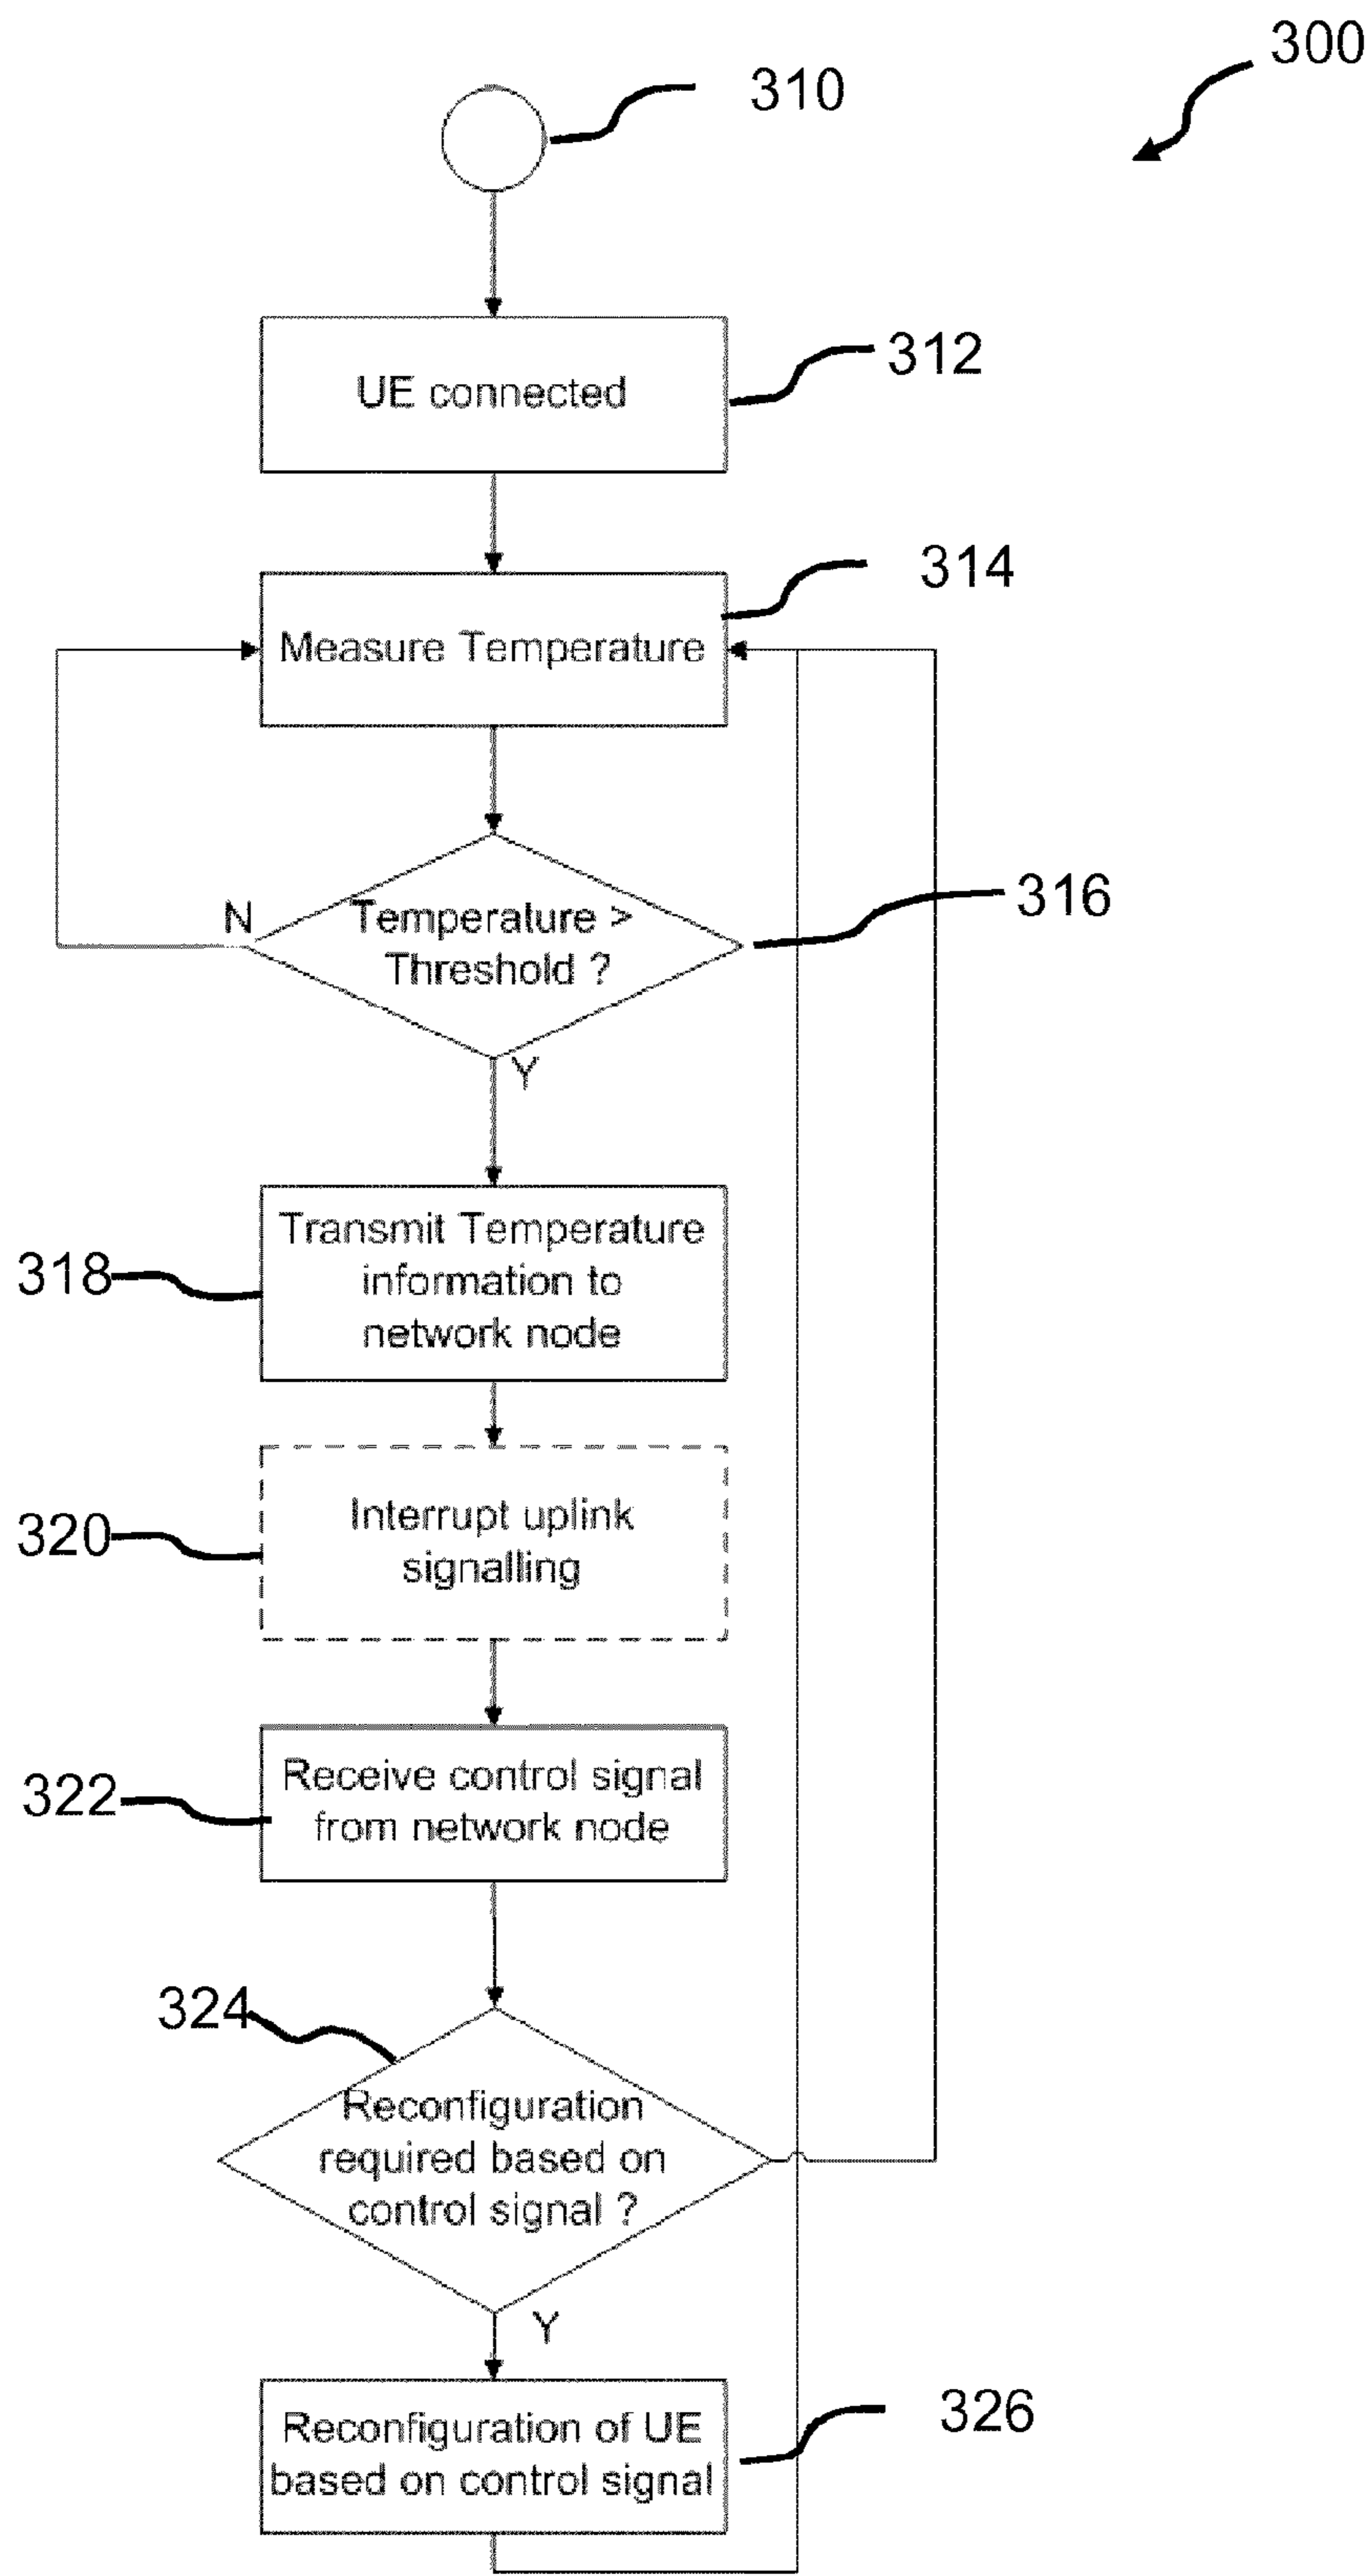 300
310
UE connected
312
Measure Temperature
314
N
Temperature >
Threshold ?
316
Y
Transmit Temperature
information to
network node
318
Interrupt uplink
signalling
320
Receive control signal
from network node
322
324
Reconfiguration
required based on
control signal ?
Y
Reconfiguration of UE
based on control signal
326